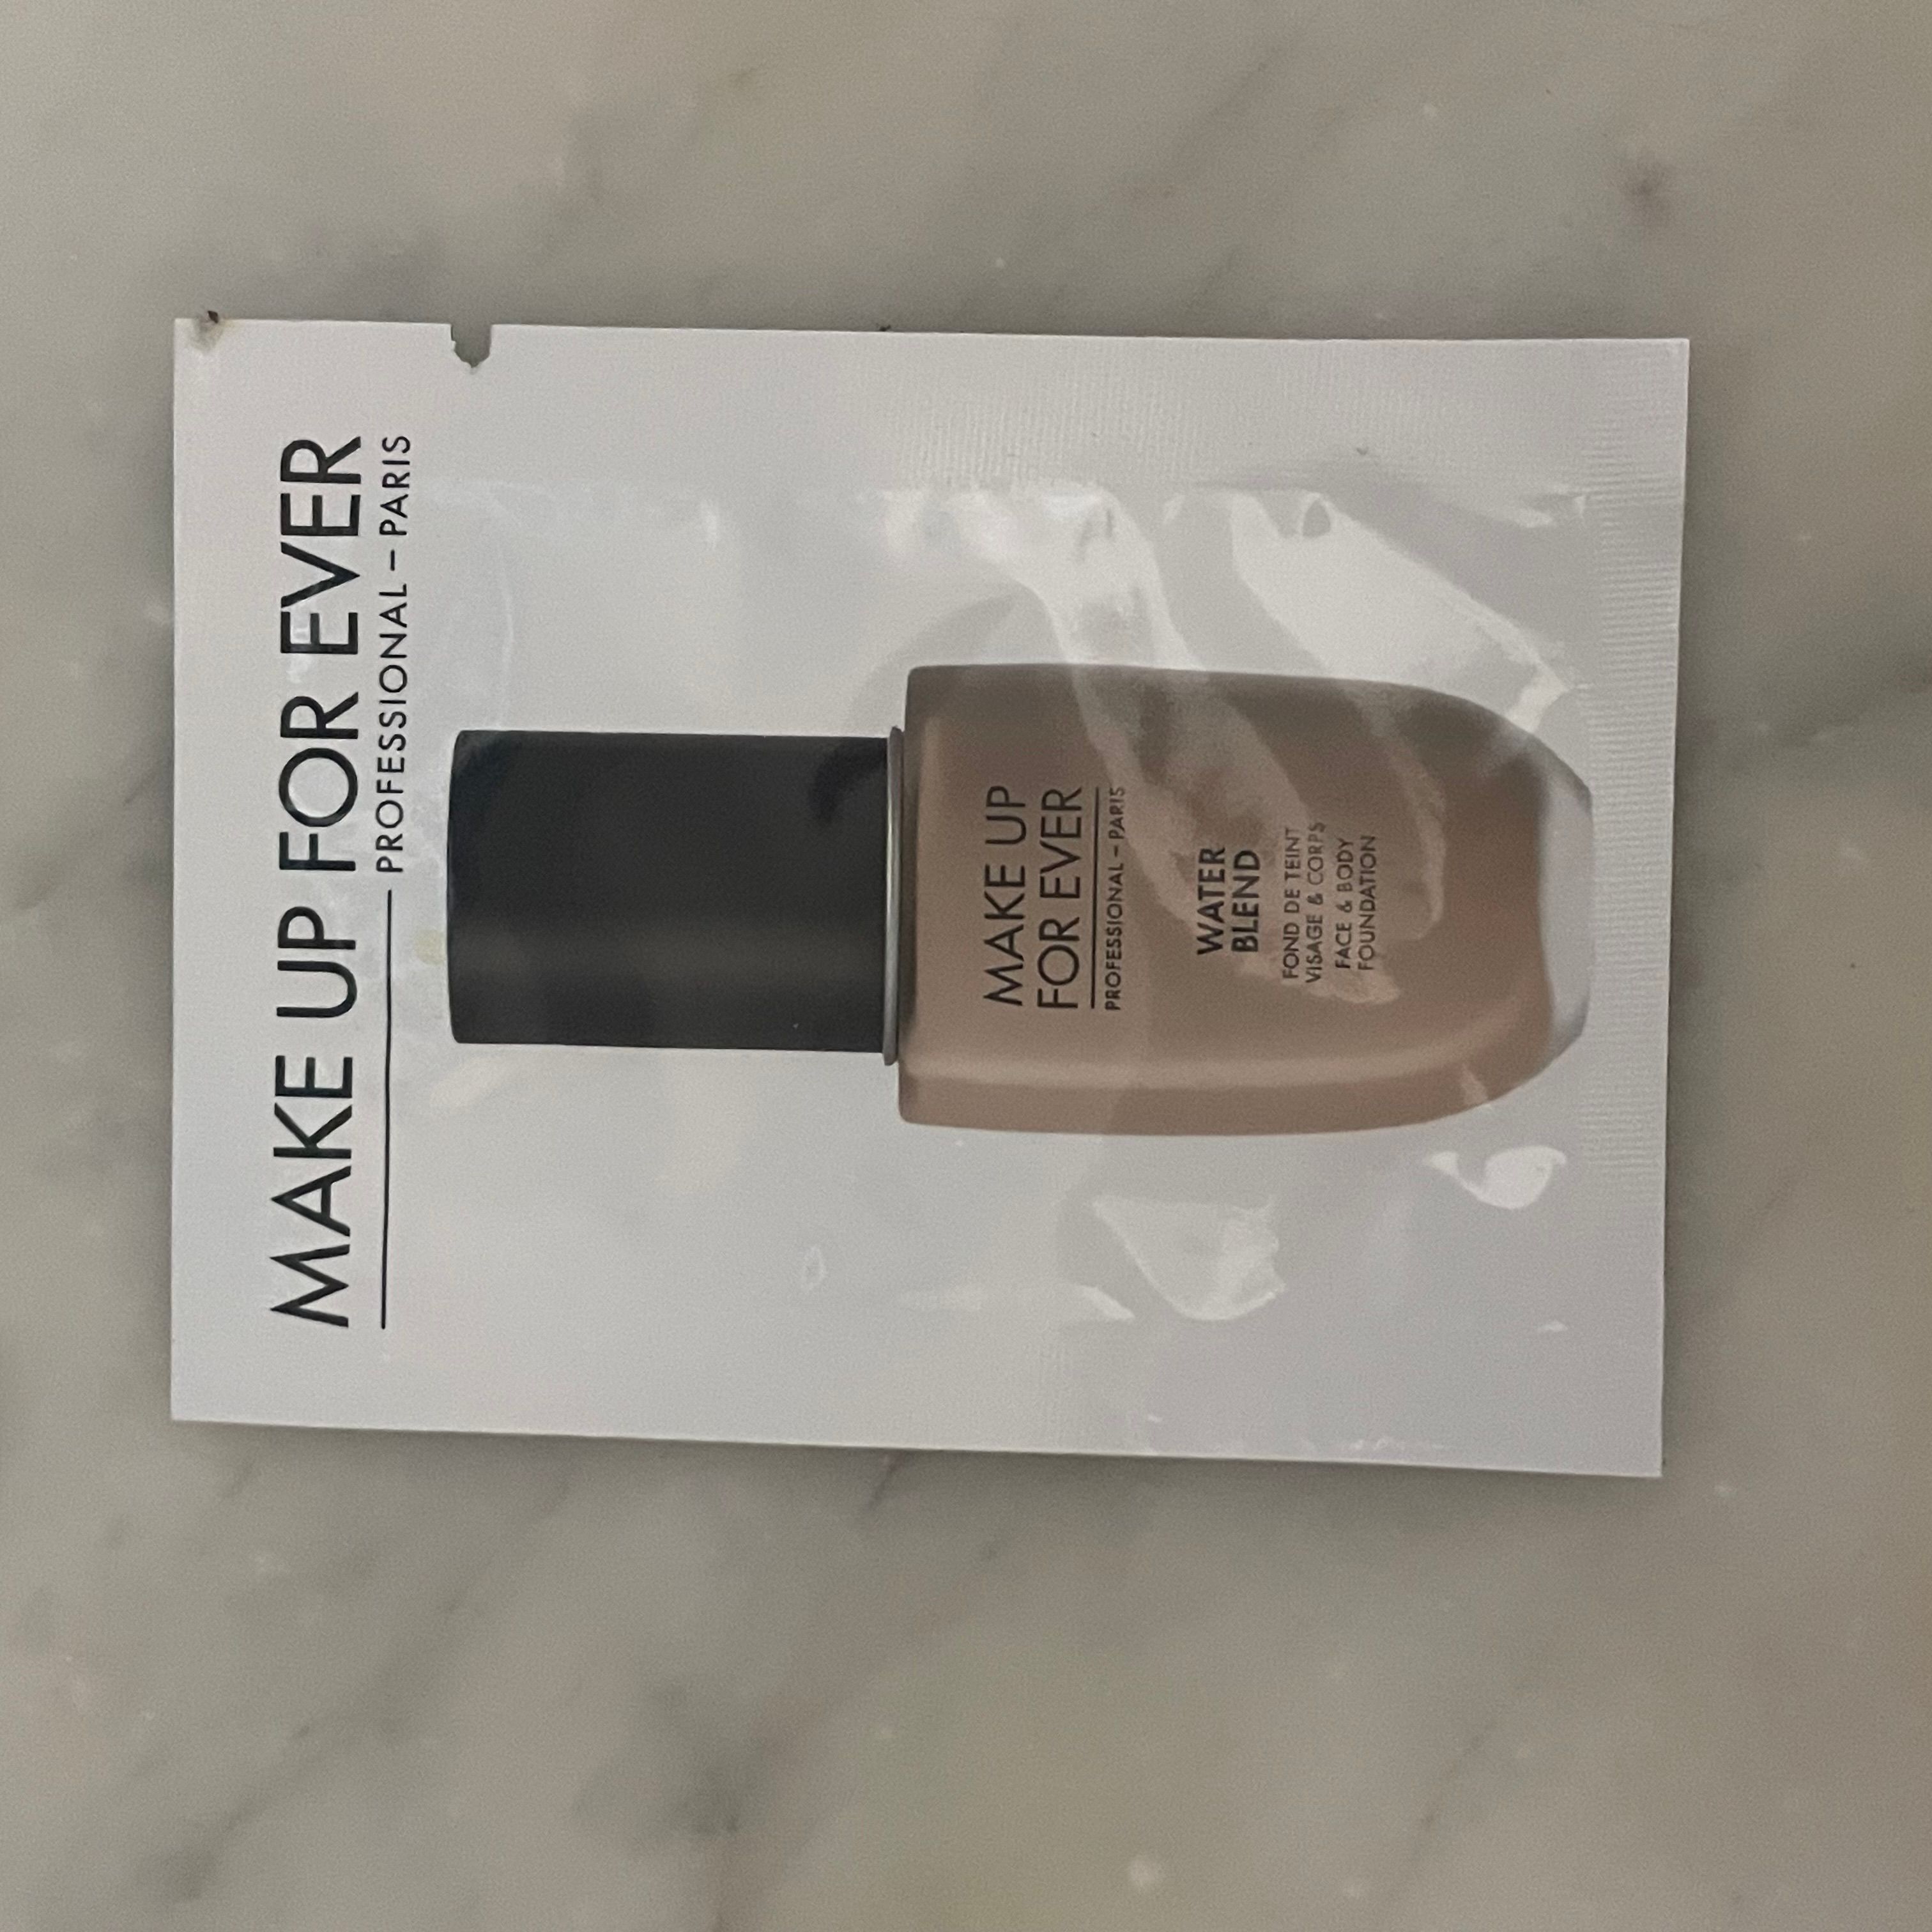 MAKE UP FOR EVER
PROFESSIONAL – PARIS
MAKE UP
FOR EVER
PROFESSIONAL – PARIS
WATER
BLEND
FOND DE TEINT
VISAGE & CORPS
FACE & BODY
FOUNDATION